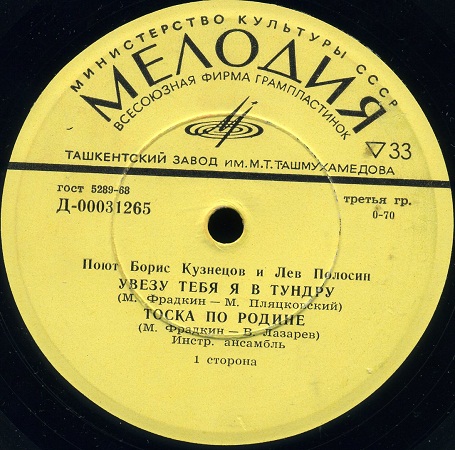 МИНИСТЕРСТВО КУЛЬТУРЫ СССР
МЕЛОДИЯ
ВСЕСОЮЗНАЯ ФИРМА ГРАМПЛАСТИНОК
33
ТАШКЕНТСКИЙ ЗАВОД ИМ. М.Т. ТАШМУХАМЕДОВА
гост 5289-68
Д-00031265
третья гр.
0-70
Поют Борис Кузнецов и Лев Полосин
УВЕЗУ ТЕБЯ Я В ТУНДРУ
(М. Фрадкин — М. Пляцковский)
ТОСКА ПО РОДИНЕ
(М. Фрадкин — В. Лазарев)
Инстр. ансамбль
1 сторона